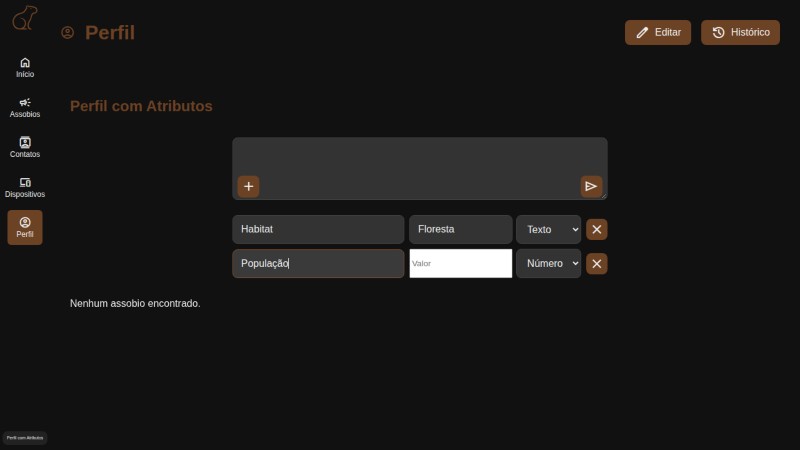 Perfil
Editar
Histórico
Início
Assobios
Contatos
Dispositivos
Perfil
Perfil com Atributos
Habitat
Floresta
Texto
População
Valor
Número
Nenhum assobio encontrado.
Perfil com Atributos